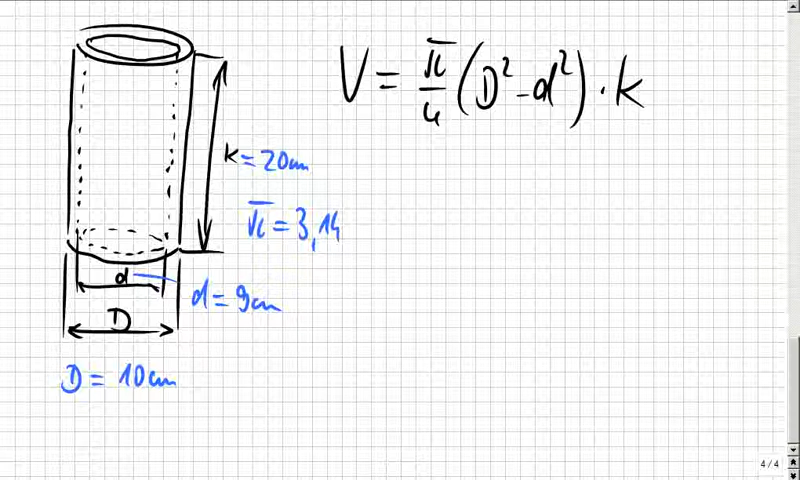 V = π/4 (D² - d²) · k
k = 20cm
π = 3,14
d
d = 9cm
D
D = 10cm
4 / 4